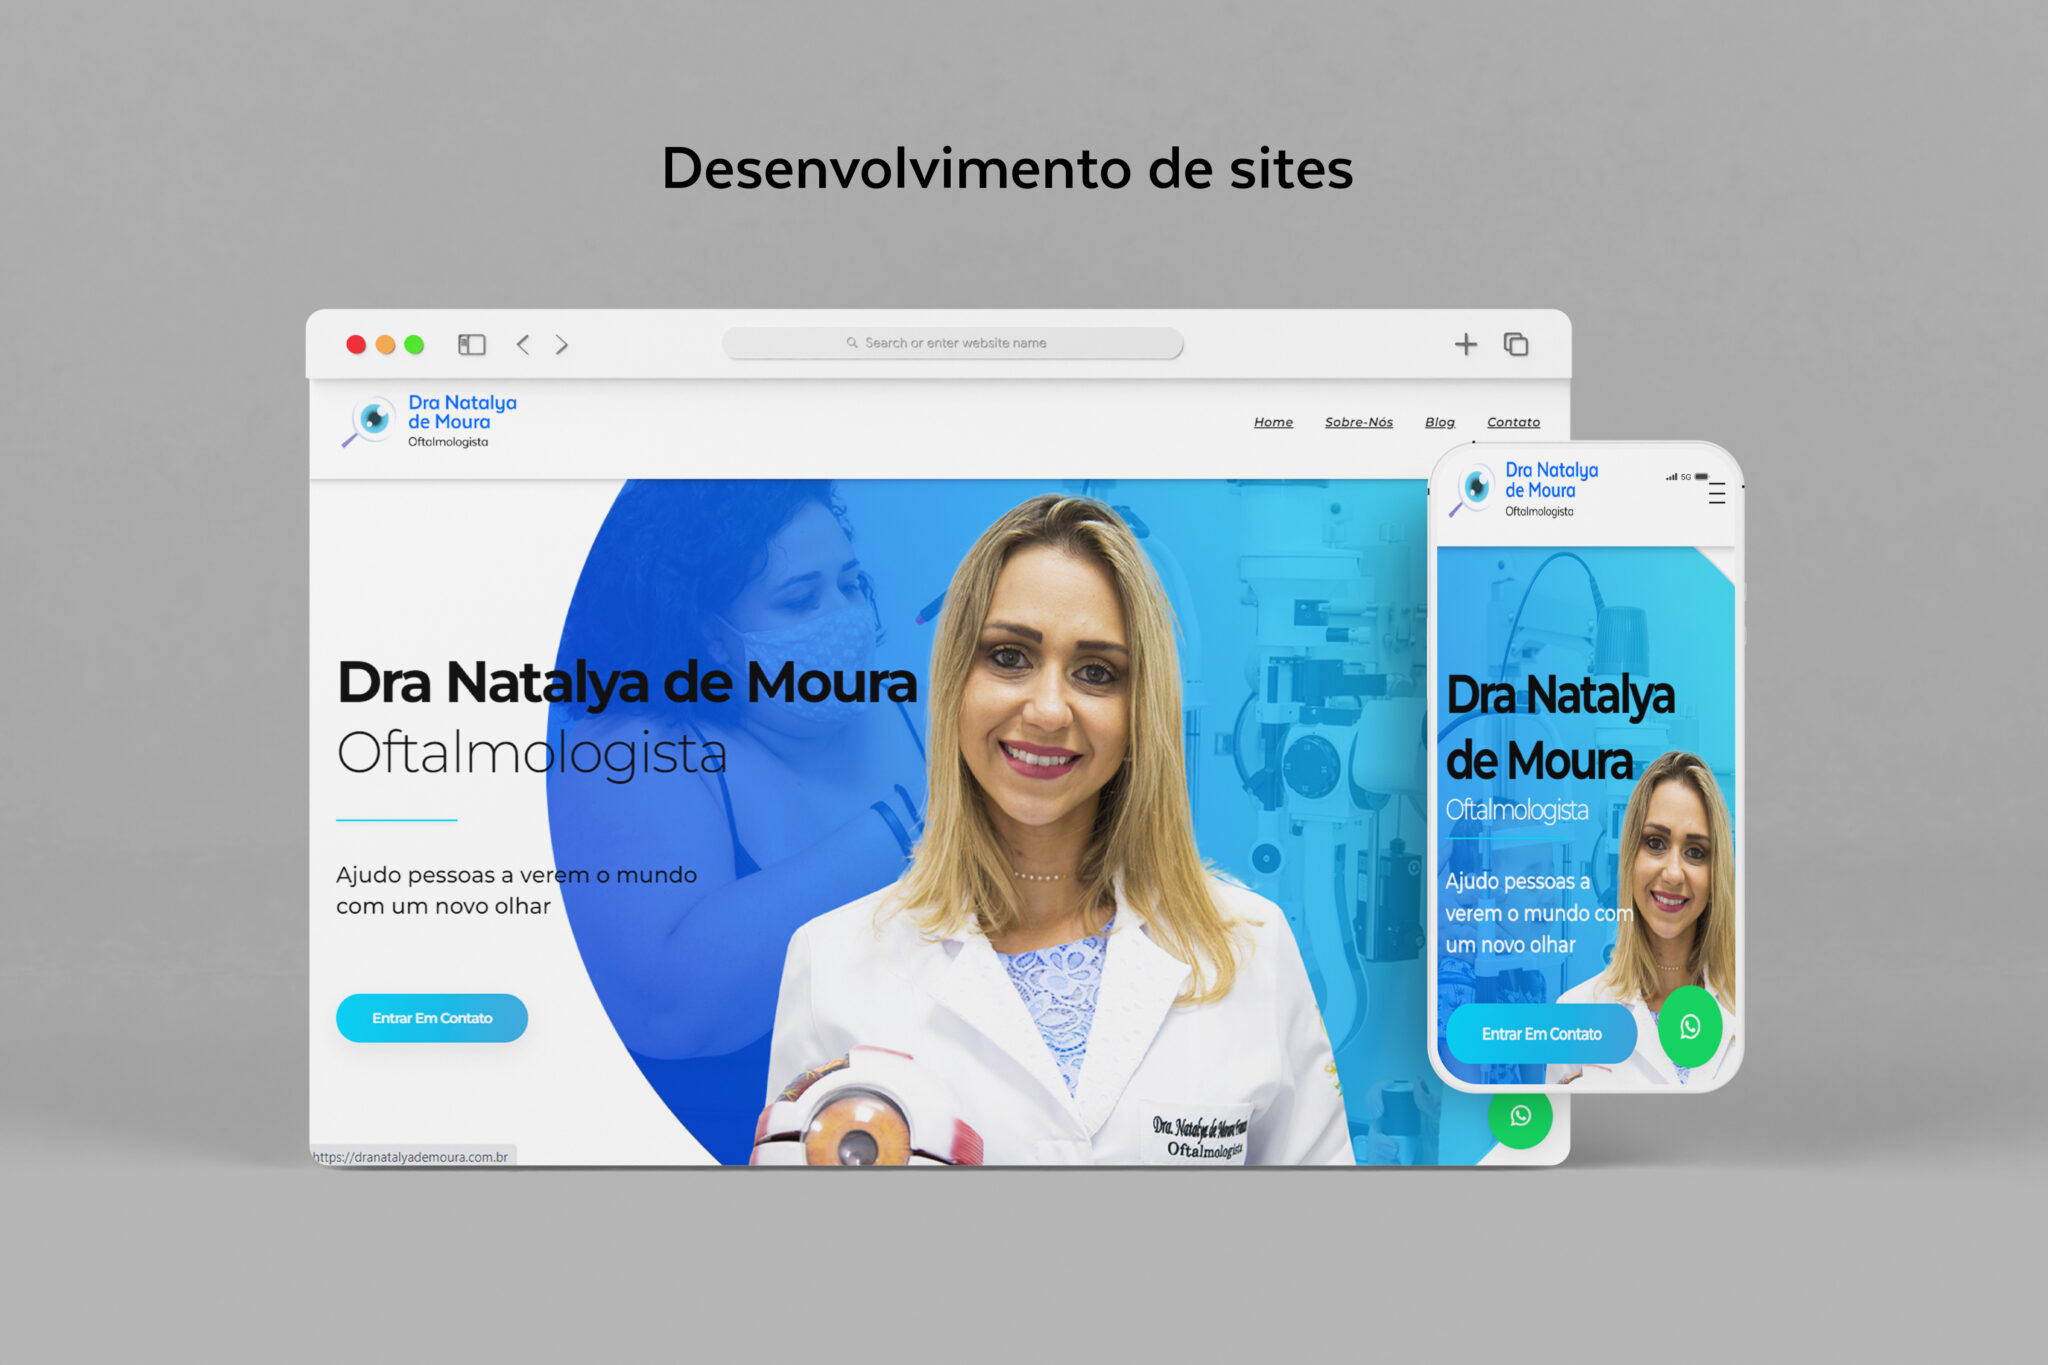 Desenvolvimento de sites
Search or enter website name
Dra Natalya
de Moura
Oftalmologista
Home Sobre-Nós Blog Contato
Dra Natalya de Moura
Oftalmologista
Ajudo pessoas a verem o mundo
com um novo olhar
Entrar Em Contato
Dra. Natalya de Moura
Oftalmologista
https://dranatalyademoura.com.br
Dra Natalya
de Moura
Oftalmologista
5G
Dra Natalya
de Moura
Oftalmologista
Ajudo pessoas a
verem o mundo com
um novo olhar
Entrar Em Contato